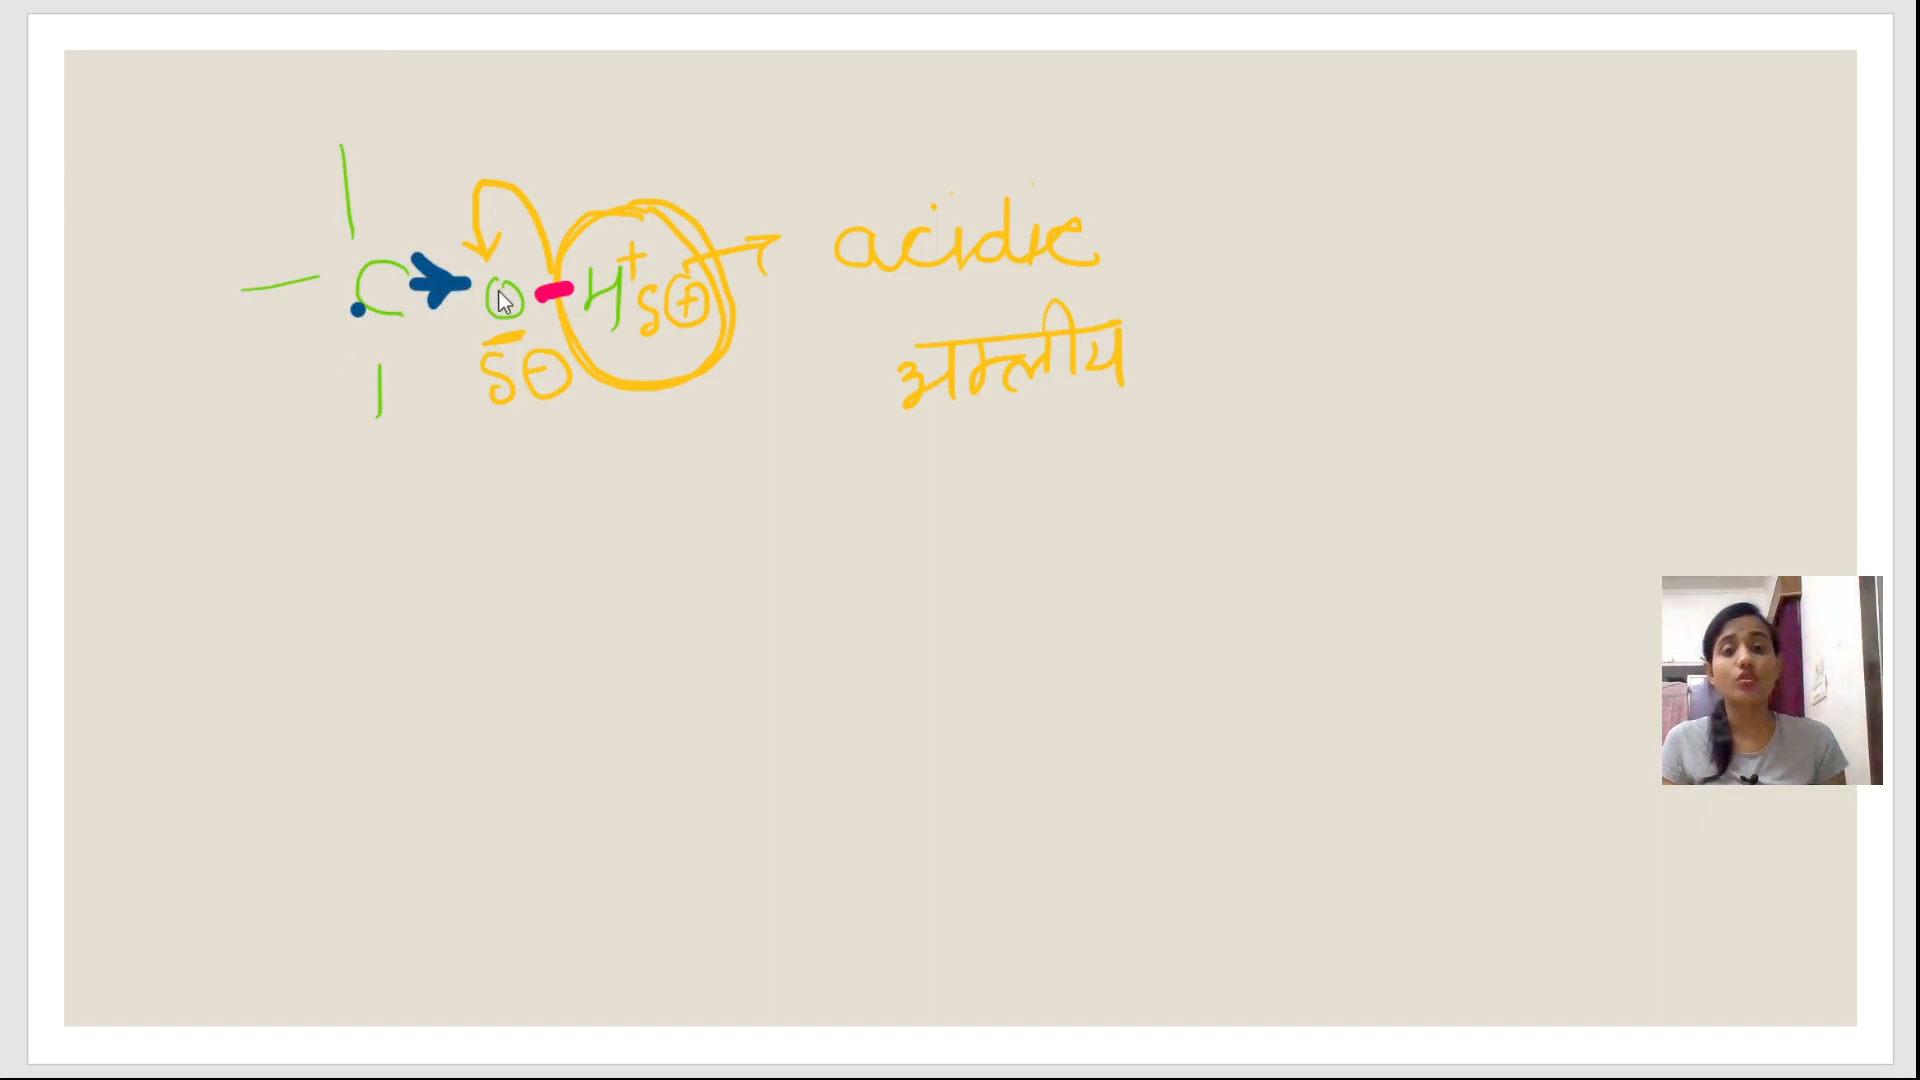 C → O - H⁺ δ⊕ → acidic
δ⊖ अम्लीय